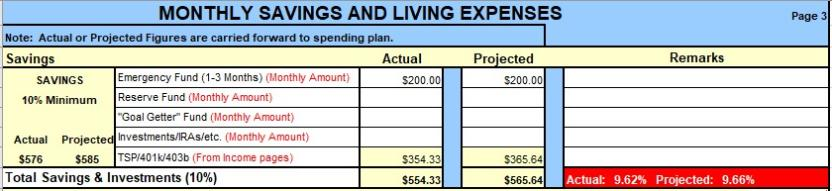 MONTHLY SAVINGS AND LIVING EXPENSES Page 3
Note: Actual or Projected Figures are carried forward to spending plan.
Savings Actual Projected Remarks
SAVINGS Emergency Fund (1-3 Months) (Monthly Amount) $200.00 $200.00
10% Minimum Reserve Fund (Monthly Amount)
"Goal Getter" Fund (Monthly Amount)
Actual Projected Investments/IRAs/etc. (Monthly Amount)
$576 $585 TSP/401k/403b (From Income pages) $354.33 $365.64
Total Savings & Investments (10%) $554.33 $565.64 Actual: 9.62% Projected: 9.66%